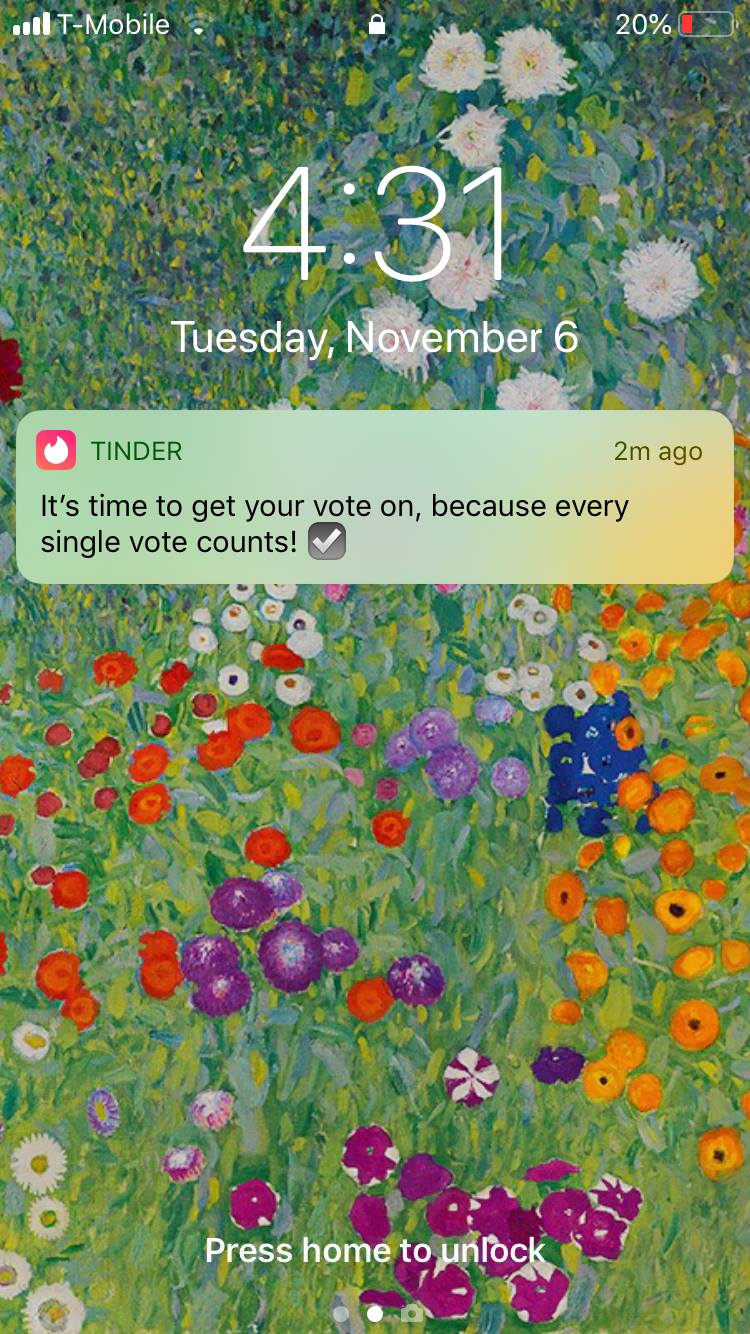 T-Mobile 20%
4:31
Tuesday, November 6
TINDER 2m ago
It’s time to get your vote on, because every
single vote counts! ☑️
Press home to unlock